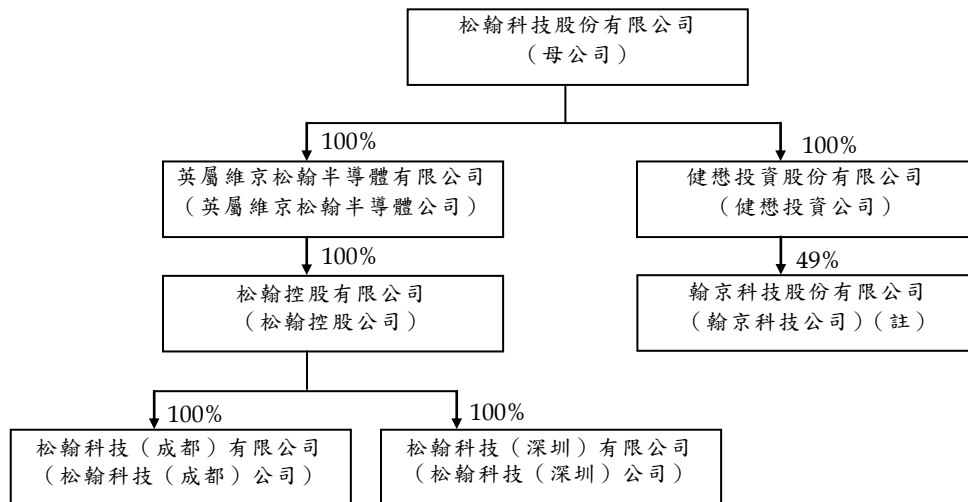 松翰科技股份有限公司
（母公司）
100%
100%
英屬維京松翰半導體有限公司
（英屬維京松翰半導體公司）
健懋投資股份有限公司
（健懋投資公司）
100%
49%
松翰控股有限公司
（松翰控股公司）
翰京科技股份有限公司
（翰京科技公司）（註）
100%
100%
松翰科技（成都）有限公司
（松翰科技（成都）公司）
松翰科技（深圳）有限公司
（松翰科技（深圳）公司）